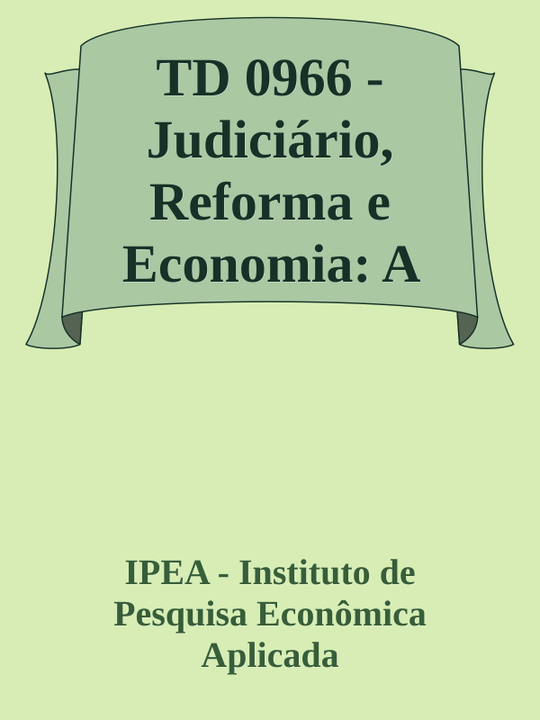 TD 0966 -
Judiciário,
Reforma e
Economia: A
IPEA - Instituto de
Pesquisa Econômica
Aplicada